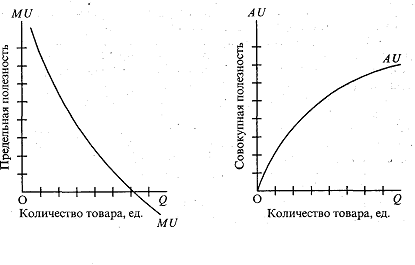 MU
Предельная полезность
O
Q
Количество товара, ед.
MU
AU
Совокупная полезность
AU
O
Q
Количество товара, ед.